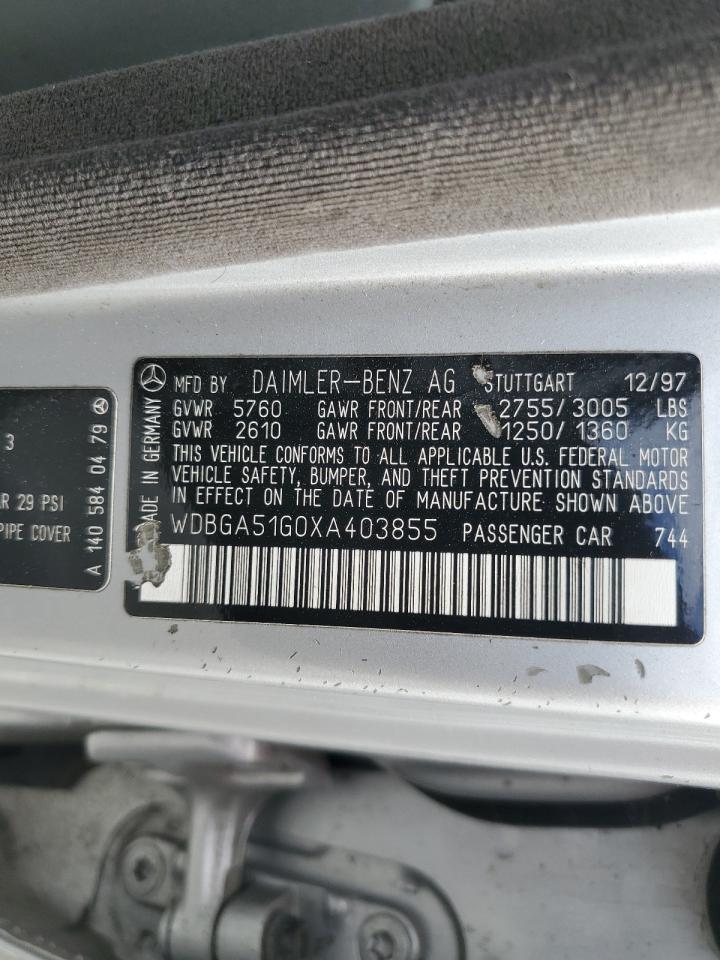 MFD BY DAIMLER-BENZ AG STUTTGART 12/97
GVWR 5760 GAWR FRONT/REAR 2755/3005 LBS
GVWR 2610 GAWR FRONT/REAR 1250/1360 KG
THIS VEHICLE CONFORMS TO ALL APPLICABLE U.S. FEDERAL MOTOR
VEHICLE SAFETY, BUMPER, AND THEFT PREVENTION STANDARDS
IN EFFECT ON THE DATE OF MANUFACTURE SHOWN ABOVE
WDBGA51G0XA403855 PASSENGER CAR 744
MADE IN GERMANY
3
R 29 PSI
PIPE COVER
A 140 584 04 79